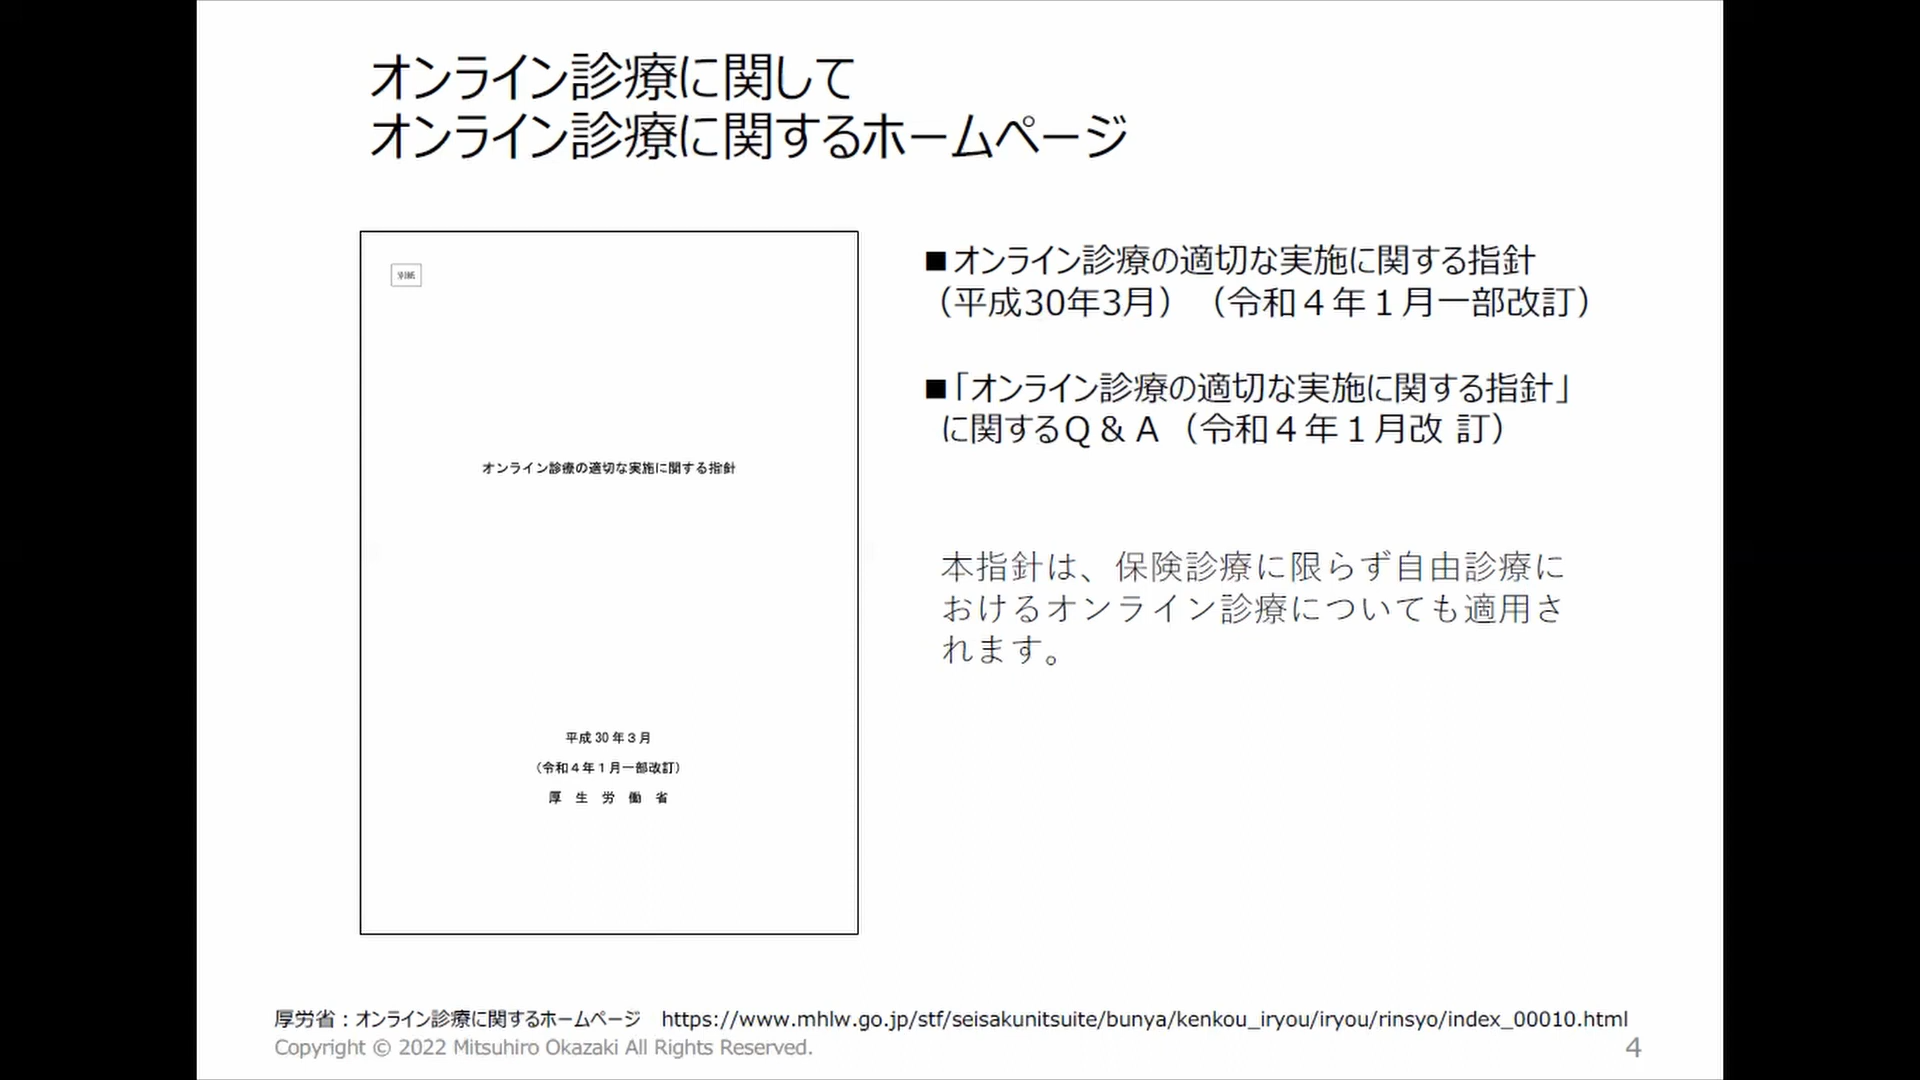 オンライン診療に関して
オンライン診療に関するホームページ
別紙
オンライン診療の適切な実施に関する指針
平成 30 年３月
（令和４年１月一部改訂）
厚 生 労 働 省
■オンライン診療の適切な実施に関する指針
（平成30年3月）（令和４年１月一部改訂）
■「オンライン診療の適切な実施に関する指針」
に関するＱ＆Ａ（令和４年１月改 訂）
本指針は、保険診療に限らず自由診療に
おけるオンライン診療についても適用さ
れます。
厚労省：オンライン診療に関するホームページ　https://www.mhlw.go.jp/stf/seisakunitsuite/bunya/kenkou_iryou/iryou/rinsyo/index_00010.html
Copyright © 2022 Mitsuhiro Okazaki All Rights Reserved.
4